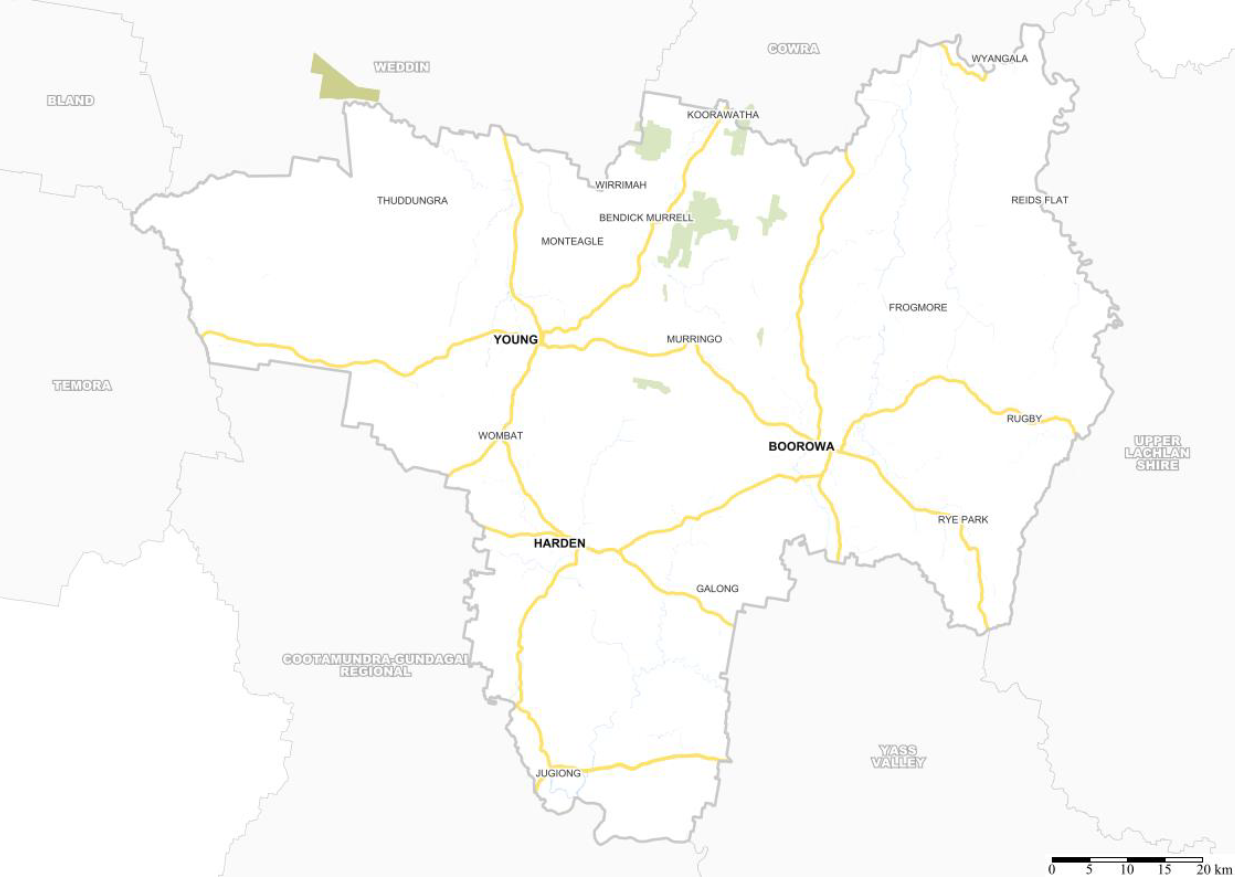 COWRA
WYANGALA
WEDDIN
BLAND
KOORAWATHA
WIRRIMAH
THUDDUNGRA
REIDS FLAT
BENDICK MURRELL
MONTEAGLE
FROGMORE
YOUNG
MURRINGO
TEMORA
RUGBY
WOMBAT
BOOROWA
UPPER
LACHLAN
SHIRE
RYE PARK
HARDEN
GALONG
COOTAMUNDRA-GUNDAGAI
REGIONAL
YASS
VALLEY
JUGIONG
0 5 10 15 20 km